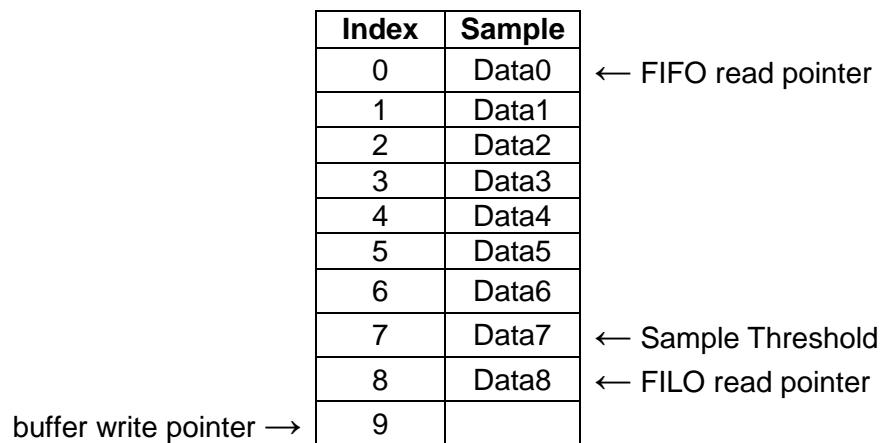 Index Sample
0 Data0 ← FIFO read pointer
1 Data1
2 Data2
3 Data3
4 Data4
5 Data5
6 Data6
7 Data7 ← Sample Threshold
8 Data8 ← FILO read pointer
buffer write pointer → 9